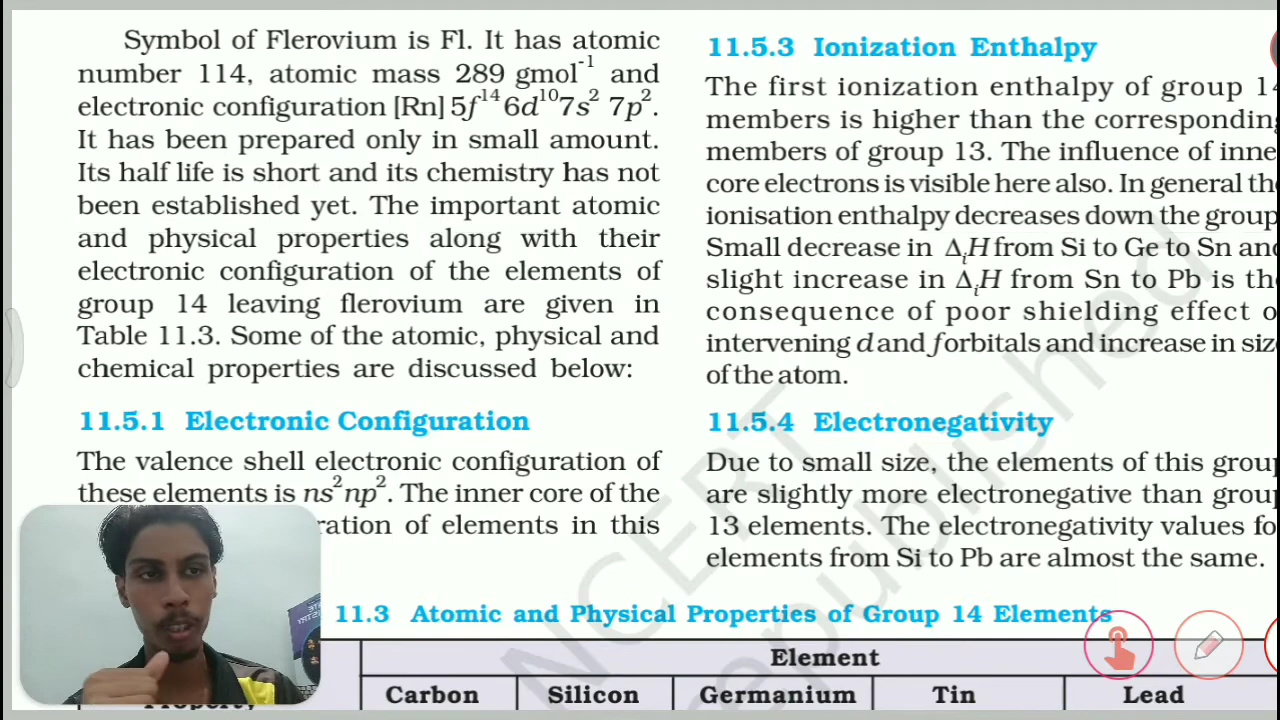 Symbol of Flerovium is Fl. It has atomic
number 114, atomic mass 289 gmol⁻¹ and
electronic configuration [Rn] 5f¹⁴ 6d¹⁰7s² 7p².
It has been prepared only in small amount.
Its half life is short and its chemistry has not
been established yet. The important atomic
and physical properties along with their
electronic configuration of the elements of
group 14 leaving flerovium are given in
Table 11.3. Some of the atomic, physical and
chemical properties are discussed below:
11.5.1 Electronic Configuration
The valence shell electronic configuration of
these elements is ns²np². The inner core of the
ration of elements in this
11.5.3 Ionization Enthalpy
The first ionization enthalpy of group 14
members is higher than the corresponding
members of group 13. The influence of inne
core electrons is visible here also. In general the
ionisation enthalpy decreases down the group
Small decrease in ΔᵢH from Si to Ge to Sn and
slight increase in ΔᵢH from Sn to Pb is the
consequence of poor shielding effect o
intervening d and f orbitals and increase in size
of the atom.
11.5.4 Electronegativity
Due to small size, the elements of this group
are slightly more electronegative than grou
13 elements. The electronegativity values fo
elements from Si to Pb are almost the same.
11.3 Atomic and Physical Properties of Group 14 Elements
Element
Property Carbon Silicon Germanium Tin Lead
NCERT
republished